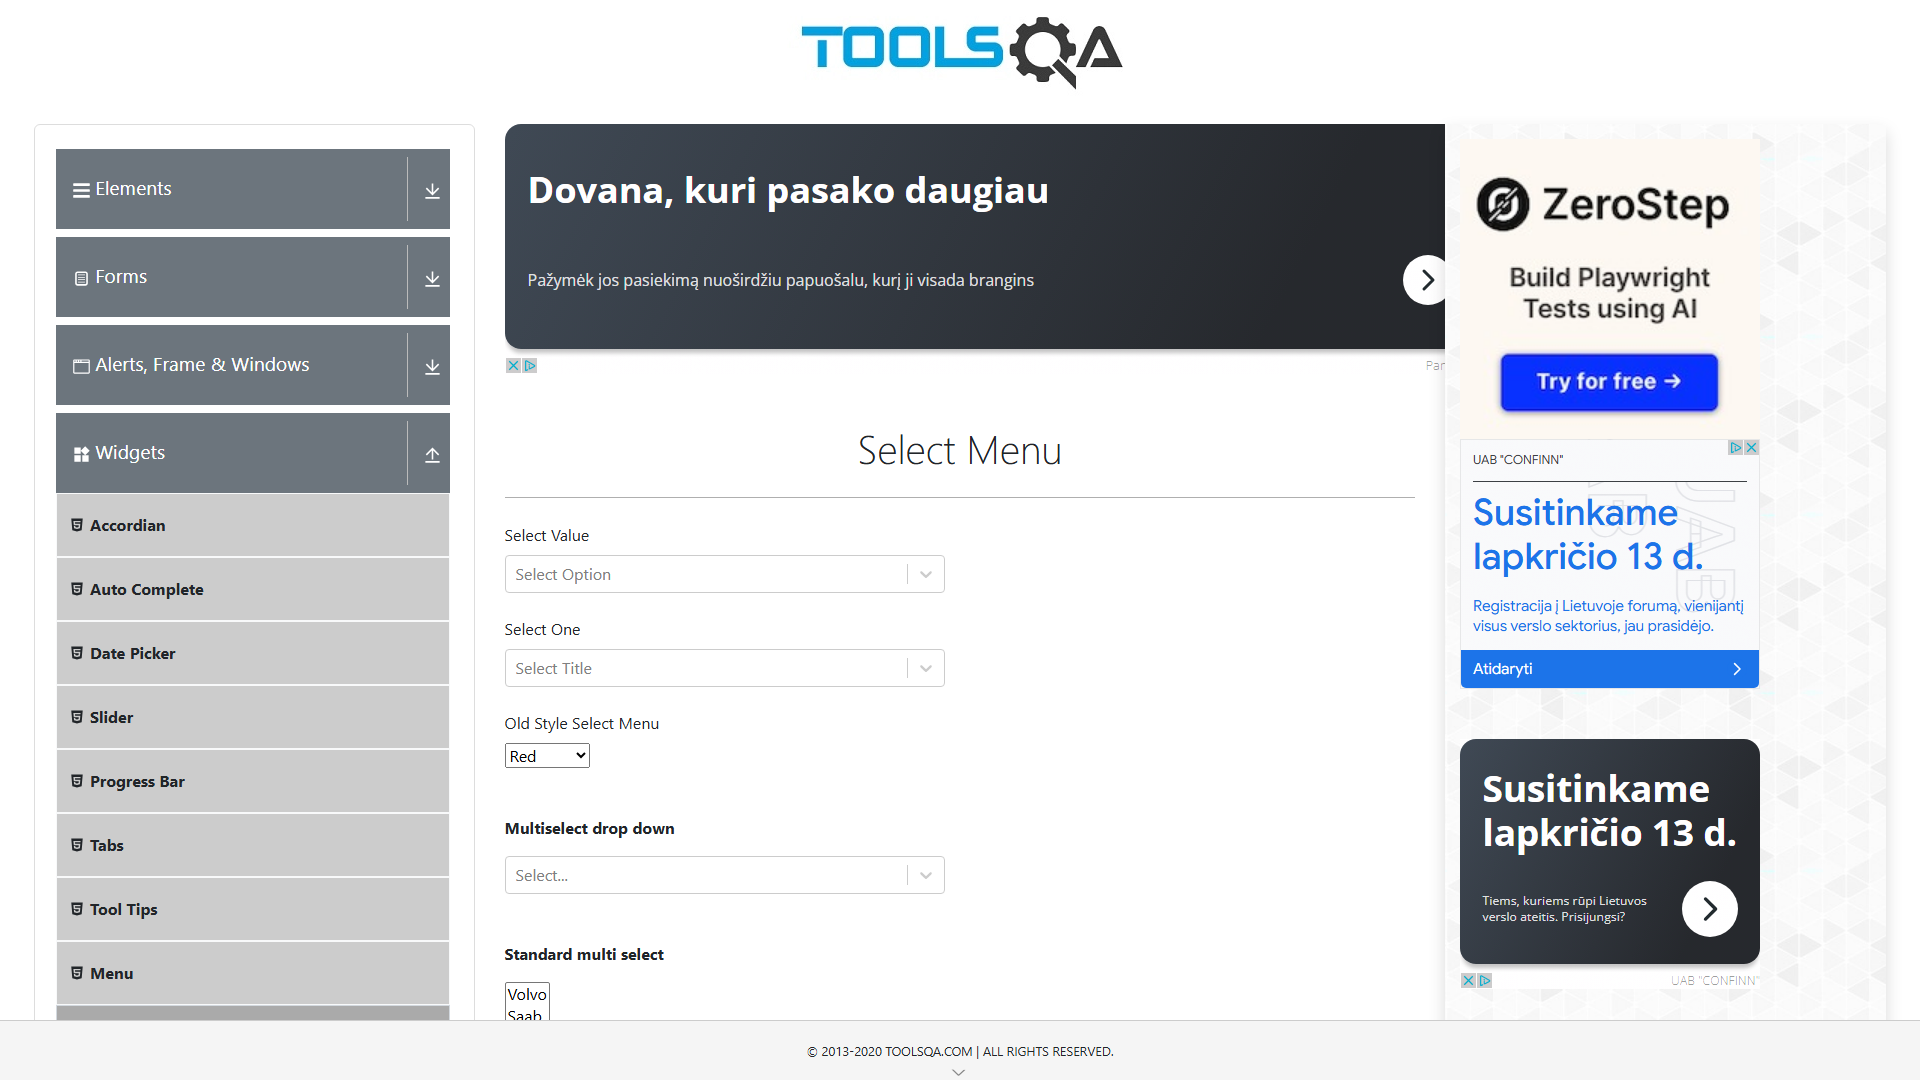 TOOLSQA
Elements
Forms
Alerts, Frame & Windows
Widgets
Accordian
Auto Complete
Date Picker
Slider
Progress Bar
Tabs
Tool Tips
Menu
Dovana, kuri pasako daugiau
Pažymėk jos pasiekimą nuoširdžiu papuošalu, kurį ji visada brangins
Par
Select Menu
Select Value
Select Option
Select One
Select Title
Old Style Select Menu
Red
Multiselect drop down
Select...
Standard multi select
Volvo
Saab
ZeroStep
Build Playwright
Tests using AI
Try for free →
UAB "CONFINN"
Susitinkame
lapkričio 13 d.
Registracija į Lietuvoje forumą, vienijantį
visus verslo sektorius, jau prasidėjo.
Atidaryti
Susitinkame
lapkričio 13 d.
Tiems, kuriems rūpi Lietuvos
verslo ateitis. Prisijungsi?
UAB "CONFINN"
© 2013-2020 TOOLSQA.COM | ALL RIGHTS RESERVED.